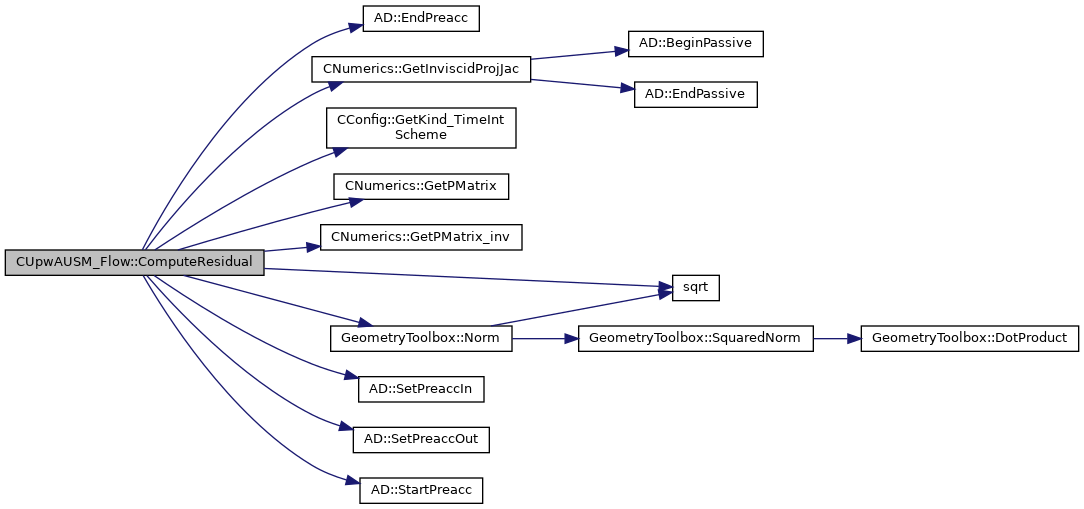 AD::EndPreacc
AD::BeginPassive
CNumerics::GetInviscidProjJac
AD::EndPassive
CConfig::GetKind_TimeInt
Scheme
CNumerics::GetPMatrix
CNumerics::GetPMatrix_inv
CUpwAUSM_Flow::ComputeResidual
sqrt
GeometryToolbox::Norm
GeometryToolbox::SquaredNorm
GeometryToolbox::DotProduct
AD::SetPreaccIn
AD::SetPreaccOut
AD::StartPreacc